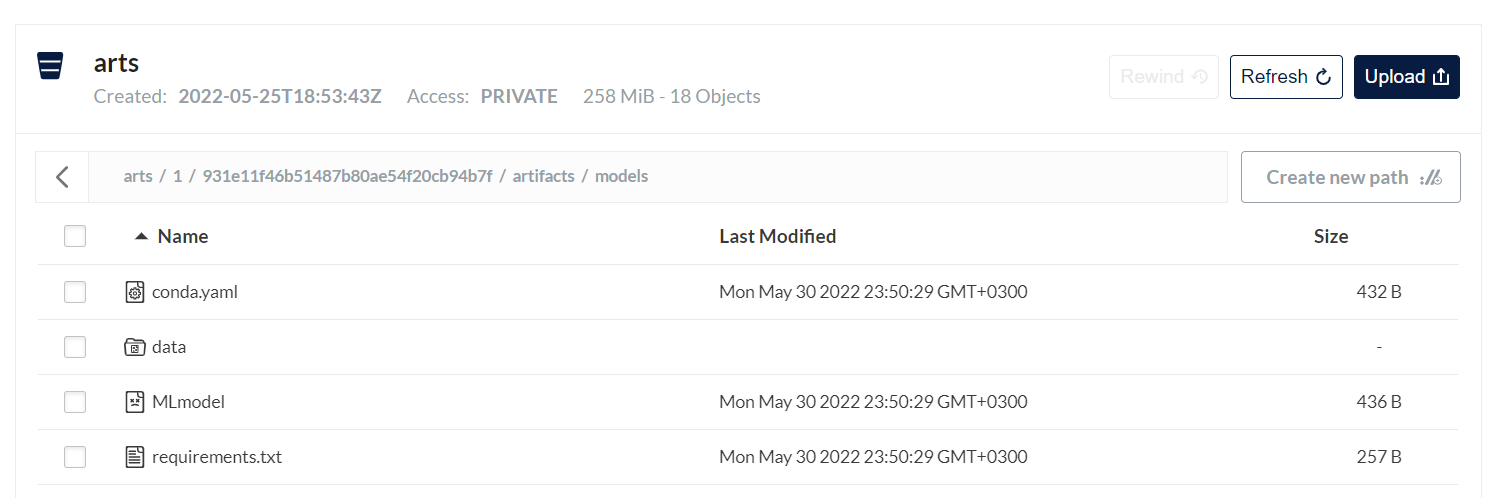 arts
Created: 2022-05-25T18:53:43Z Access: PRIVATE 258 MiB - 18 Objects
Rewind Refresh Upload
arts / 1 / 931e11f46b51487b80ae54f20cb94b7f / artifacts / models
Create new path
Name Last Modified Size
conda.yaml Mon May 30 2022 23:50:29 GMT+0300 432 B
data -
MLmodel Mon May 30 2022 23:50:29 GMT+0300 436 B
requirements.txt Mon May 30 2022 23:50:29 GMT+0300 257 B